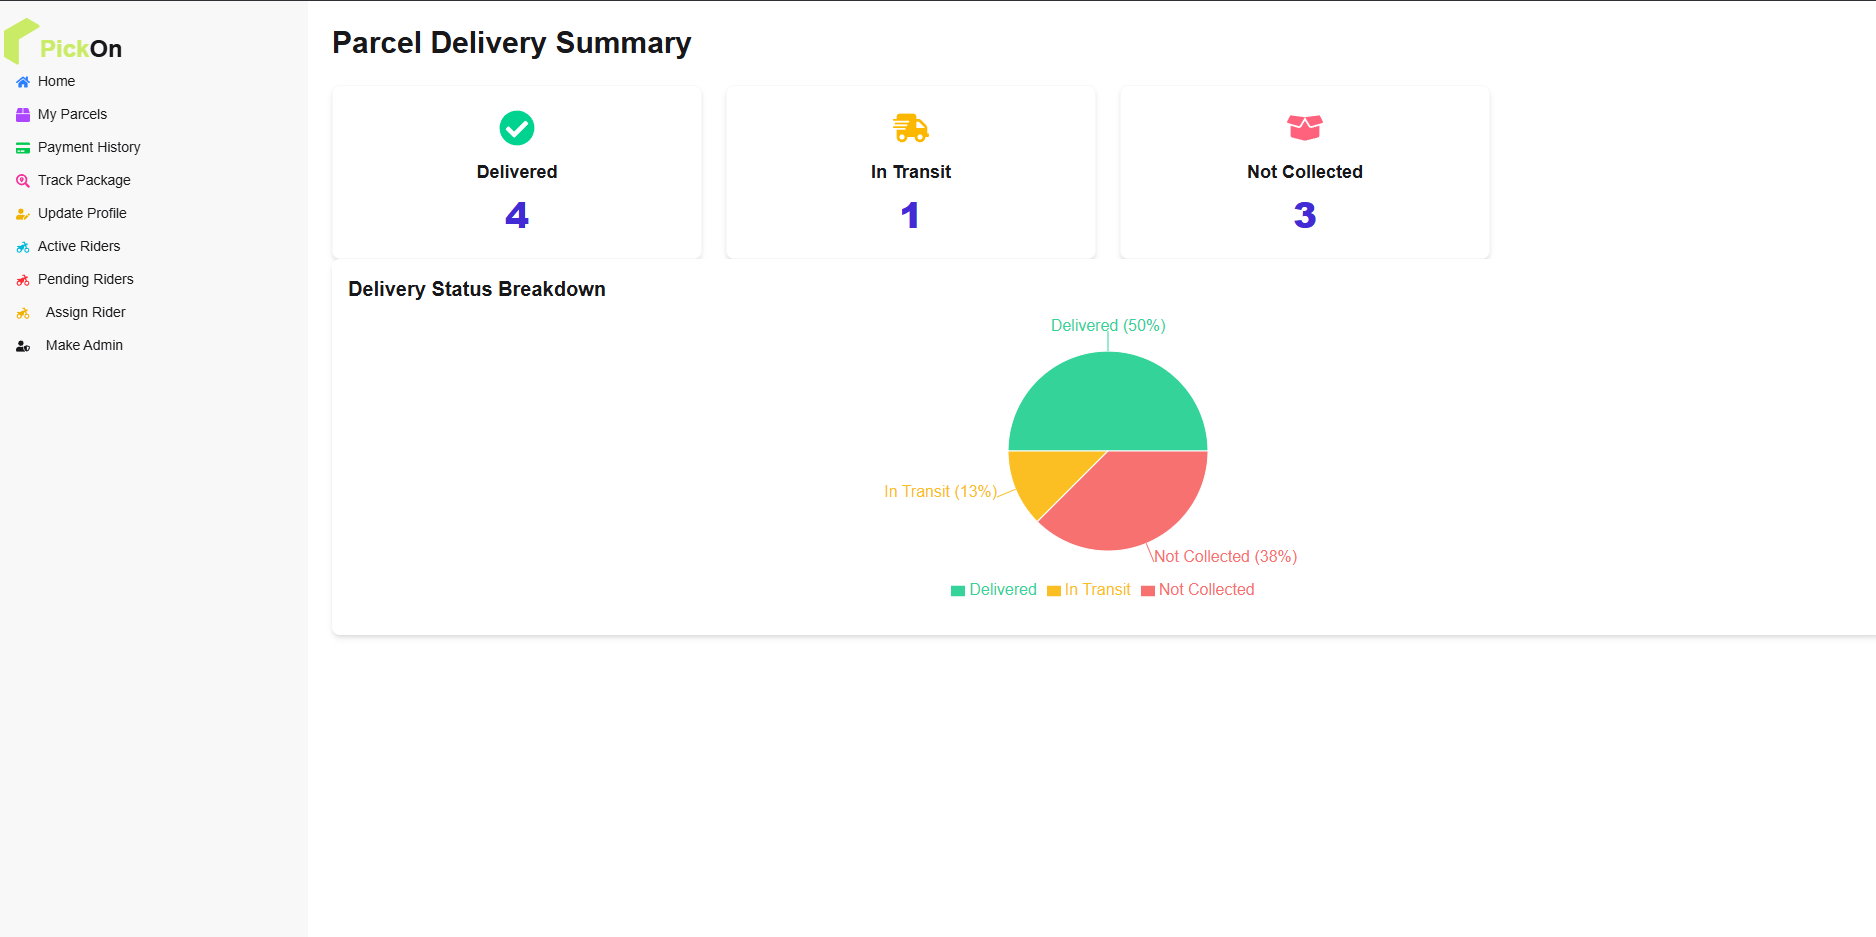 PickOn
Home
My Parcels
Payment History
Track Package
Update Profile
Active Riders
Pending Riders
Assign Rider
Make Admin
Parcel Delivery Summary
Delivered
4
In Transit
1
Not Collected
3
Delivery Status Breakdown
Delivered (50%)
In Transit (13%)
Not Collected (38%)
Delivered In Transit Not Collected